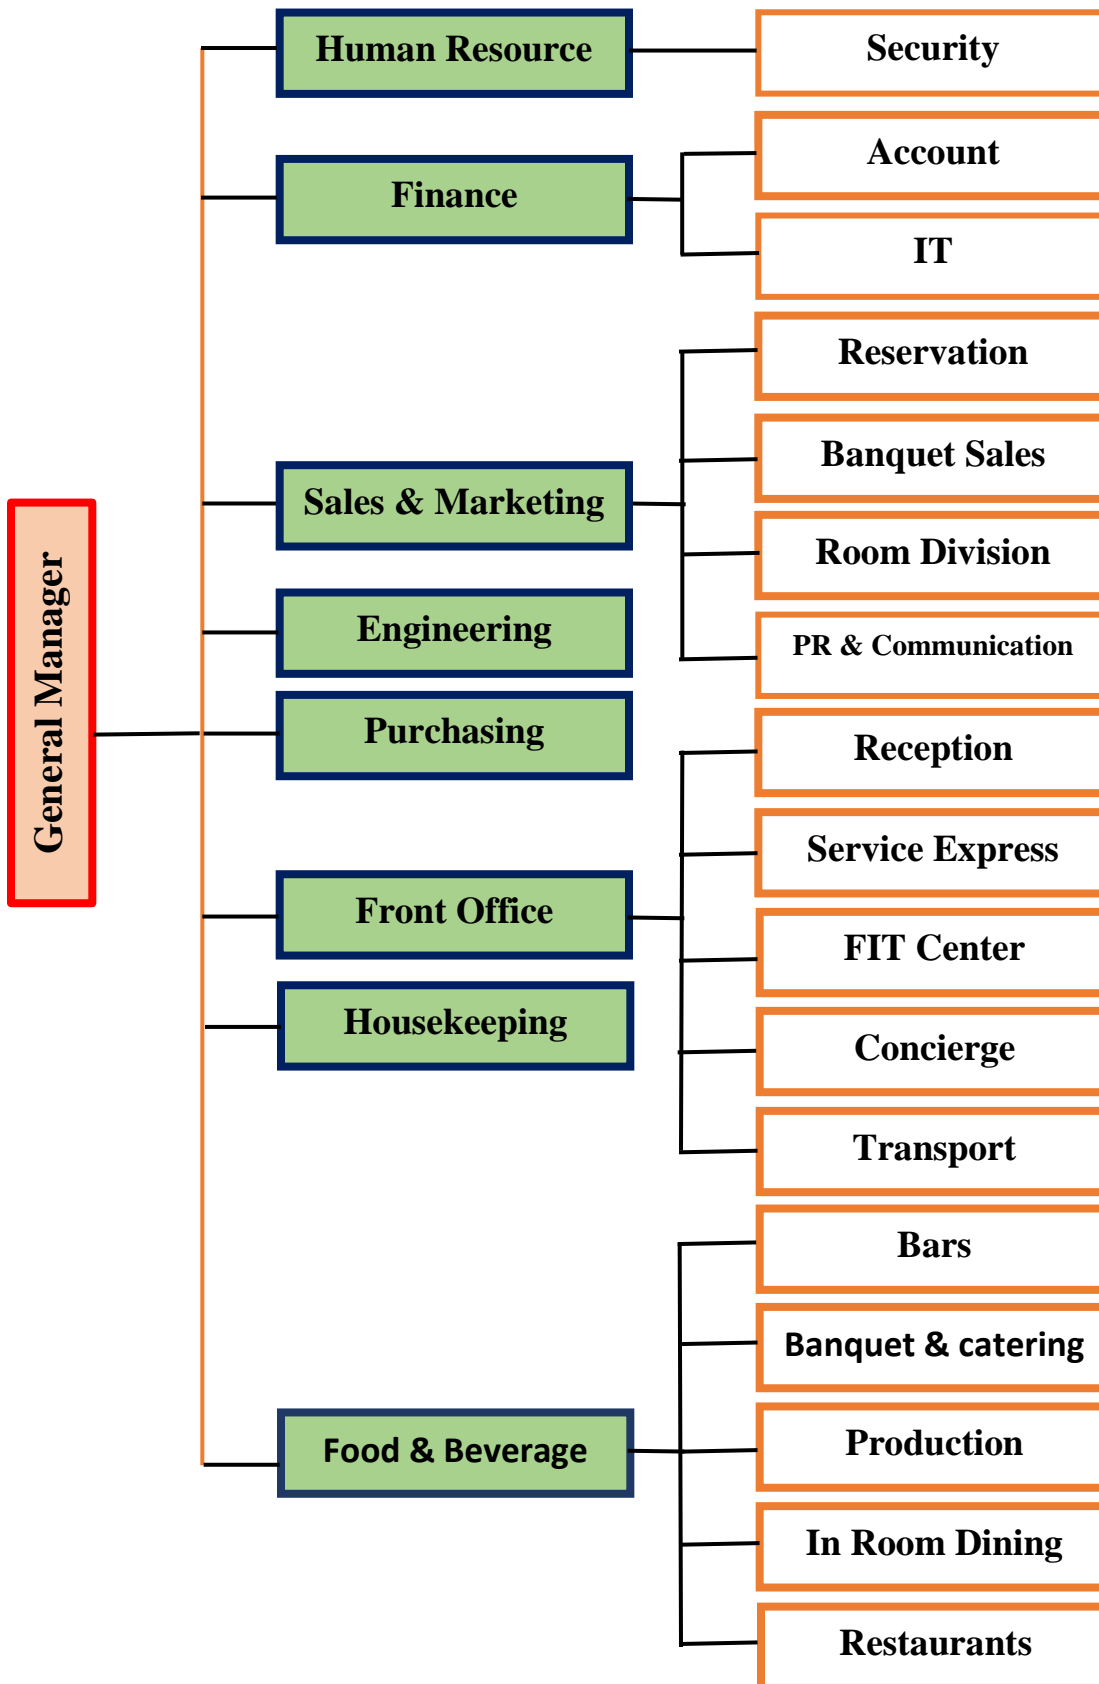 General Manager
Human Resource
Security
Finance
Account
IT
Sales & Marketing
Reservation
Banquet Sales
Room Division
PR & Communication
Engineering
Purchasing
Front Office
Reception
Service Express
FIT Center
Concierge
Transport
Housekeeping
Food & Beverage
Bars
Banquet & catering
Production
In Room Dining
Restaurants